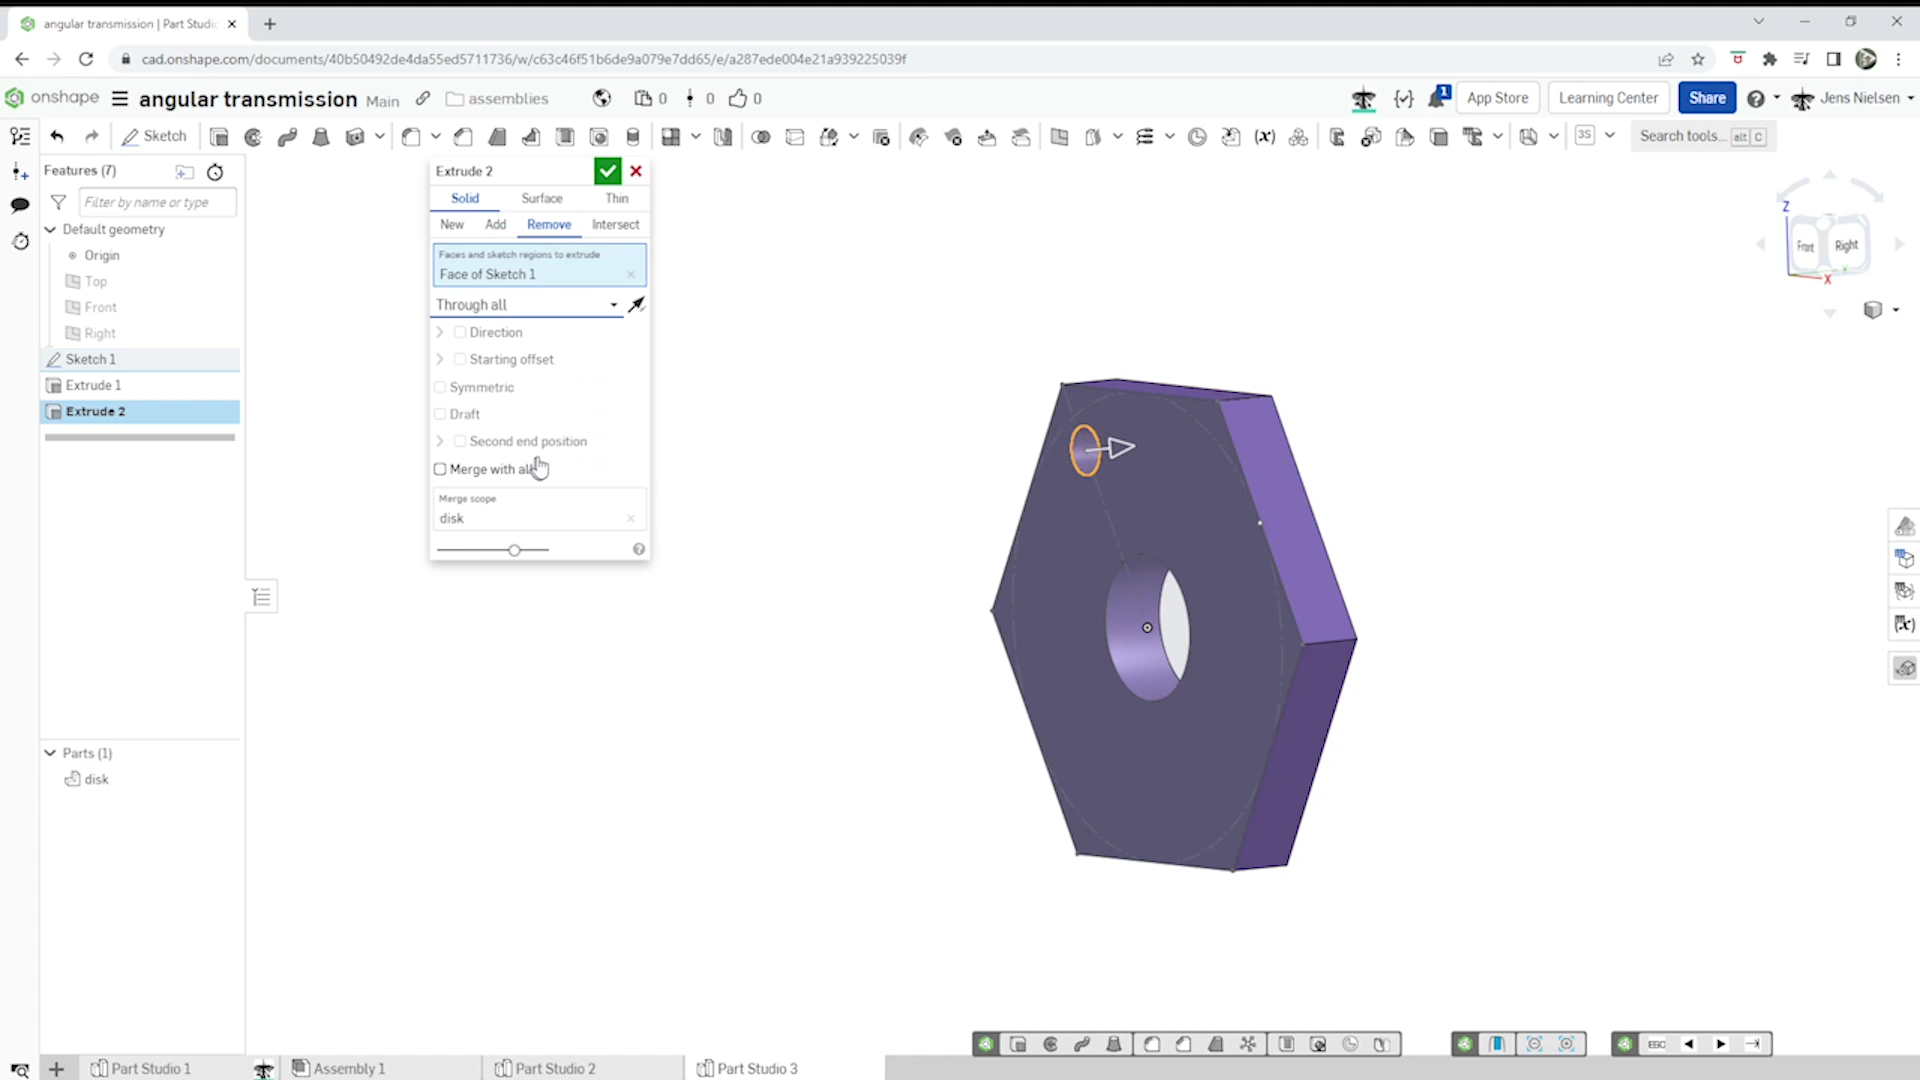 angular transmission | Part Studio
cad.onshape.com/documents/40b50492de4da55ed5711736/w/c63c46f51b6de9a079e7dd65/e/a287ede004e21a939225039f
onshape angular transmission Main assemblies 0 0 0 1 App Store Learning Center Share Jens Nielsen
Sketch (x) 3S Search tools... alt C
Features (7)
Filter by name or type
Default geometry
Origin
Top
Front
Right
Sketch 1
Extrude 1
Extrude 2
Parts (1)
disk
Extrude 2
Solid Surface Thin
New Add Remove Intersect
Faces and sketch regions to extrude
Face of Sketch 1
Through all
Direction
Starting offset
Symmetric
Draft
Second end position
Merge with all
Merge scope
disk
Z
Front Right
X
(x)
ESC
Part Studio 1 Assembly 1 Part Studio 2 Part Studio 3